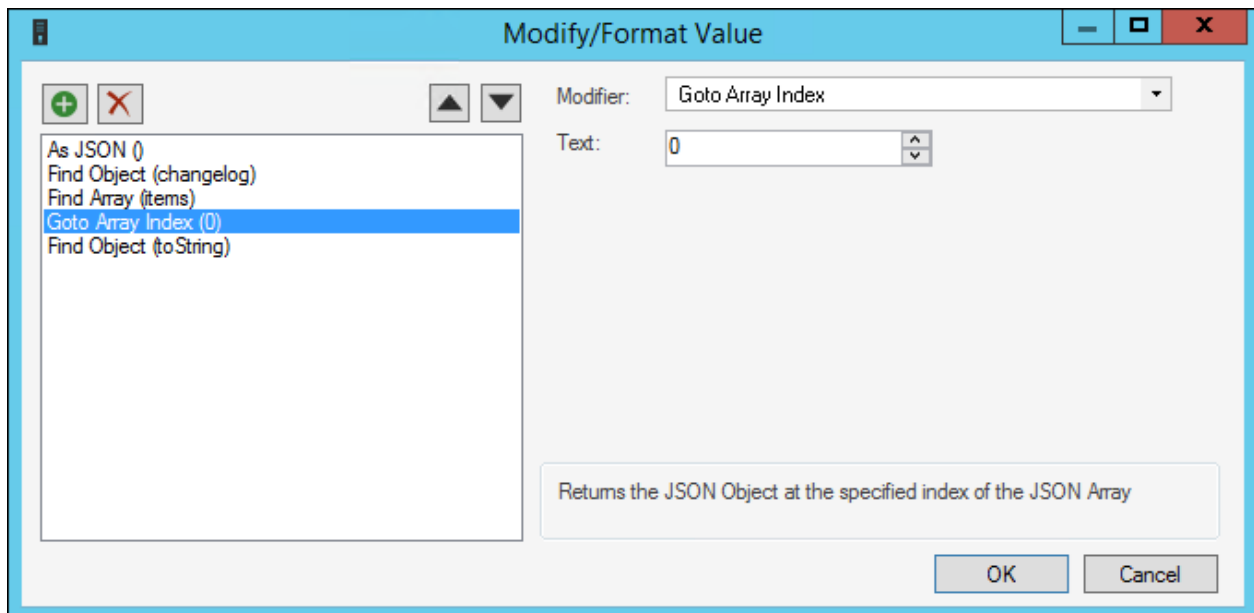 Modify/Format Value
Modifier: Goto Array Index
Text: 0
As JSON ()
Find Object (changelog)
Find Array (items)
Goto Array Index (0)
Find Object (toString)
Returns the JSON Object at the specified index of the JSON Array
OK Cancel